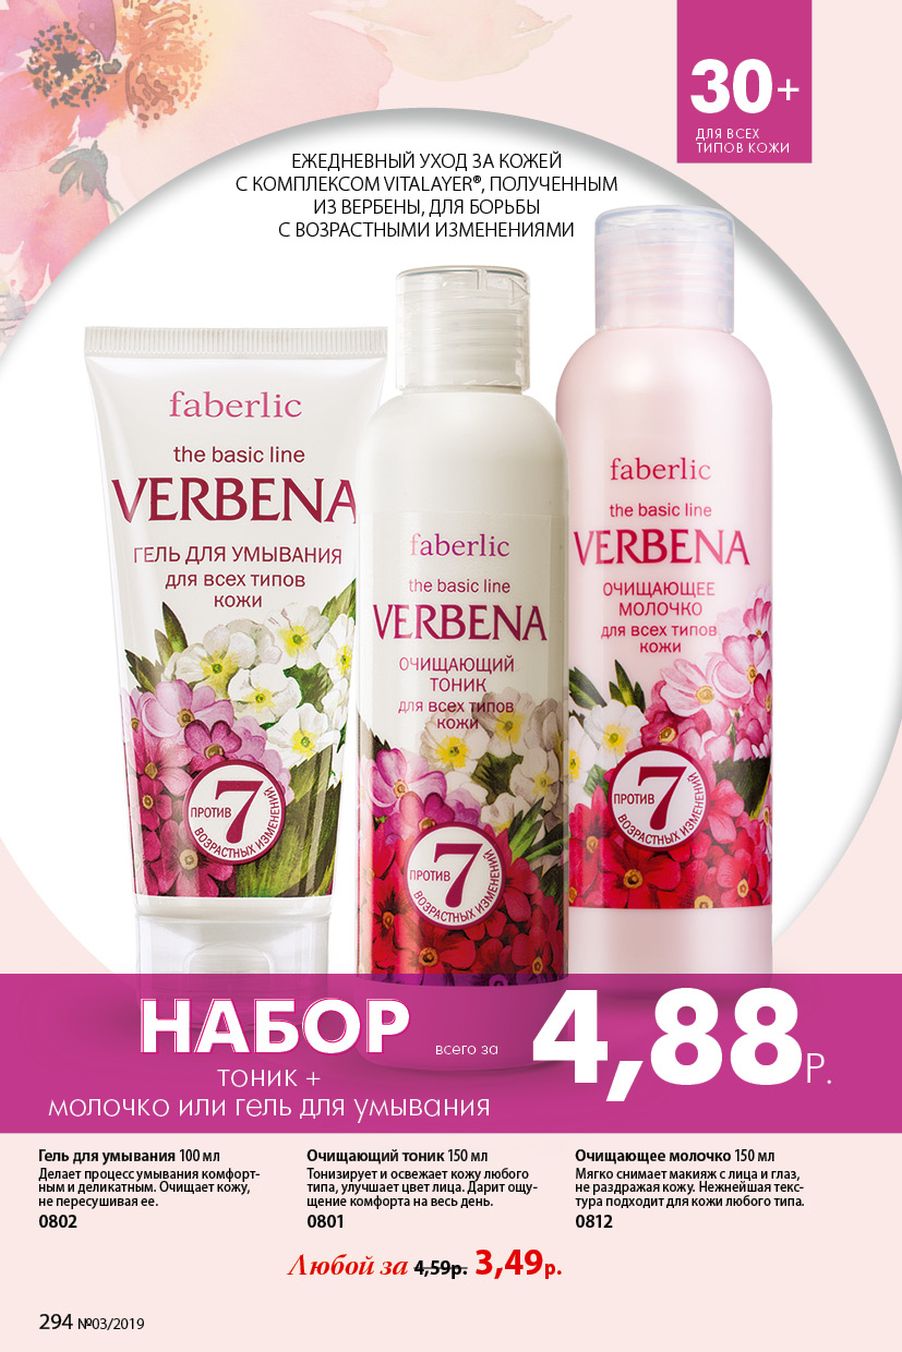 30+
ДЛЯ ВСЕХ
ТИПОВ КОЖИ
ЕЖЕДНЕВНЫЙ УХОД ЗА КОЖЕЙ
С КОМПЛЕКСОМ VITALAYER®, ПОЛУЧЕННЫМ
ИЗ ВЕРБЕНЫ, ДЛЯ БОРЬБЫ
С ВОЗРАСТНЫМИ ИЗМЕНЕНИЯМИ
faberlic
the basic line
VERBENA
ГЕЛЬ ДЛЯ УМЫВАНИЯ
для всех типов
кожи
ПРОТИВ
7
ВОЗРАСТНЫХ ИЗМЕНЕНИЙ
faberlic
the basic line
VERBENA
ОЧИЩАЮЩИЙ
ТОНИК
для всех типов
кожи
ПРОТИВ
7
ВОЗРАСТНЫХ ИЗМЕНЕНИЙ
faberlic
the basic line
VERBENA
ОЧИЩАЮЩЕЕ
МОЛОЧКО
для всех типов
кожи
ПРОТИВ
7
ВОЗРАСТНЫХ ИЗМЕНЕНИЙ
НАБОР
всего за
4,88 Р.
ТОНИК +
МОЛОЧКО ИЛИ ГЕЛЬ ДЛЯ УМЫВАНИЯ
Гель для умывания 100 мл
Делает процесс умывания комфорт-
ным и деликатным. Очищает кожу,
не пересушивая ее.
0802
Очищающий тоник 150 мл
Тонизирует и освежает кожу любого
типа, улучшает цвет лица. Дарит ощу-
щение комфорта на весь день.
0801
Очищающее молочко 150 мл
Мягко снимает макияж с лица и глаз,
не раздражая кожу. Нежнейшая текс-
тура подходит для кожи любого типа.
0812
Любой за 4,59р. 3,49р.
294 №03/2019